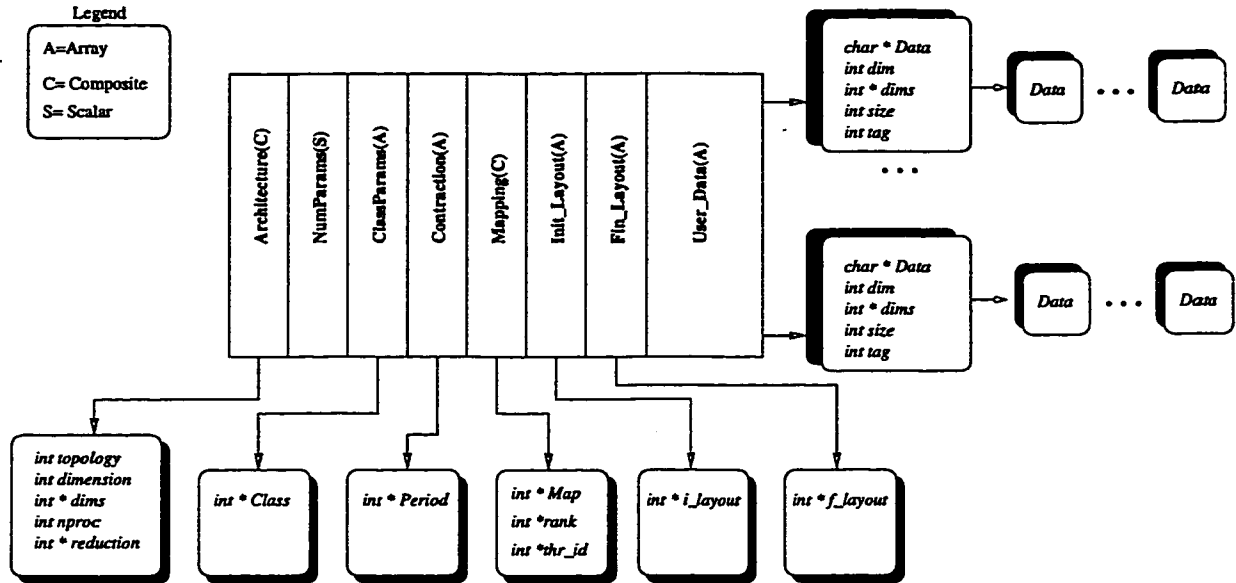 Legend
A=Array
C= Composite
S= Scalar
Architecture(C)
NumParams(S)
ClassParams(A)
Contraction(A)
Mapping(C)
Init_Layout(A)
Fin_Layout(A)
User_Data(A)
char * Data
int dim
int * dims
int size
int tag
Data
• • •
Data
• • •
char * Data
int dim
int * dims
int size
int tag
Data
• • •
Data
int topology
int dimension
int * dims
int nproc
int * reduction
int * Class
int * Period
int * Map
int *rank
int *thr_id
int * i_layout
int * f_layout